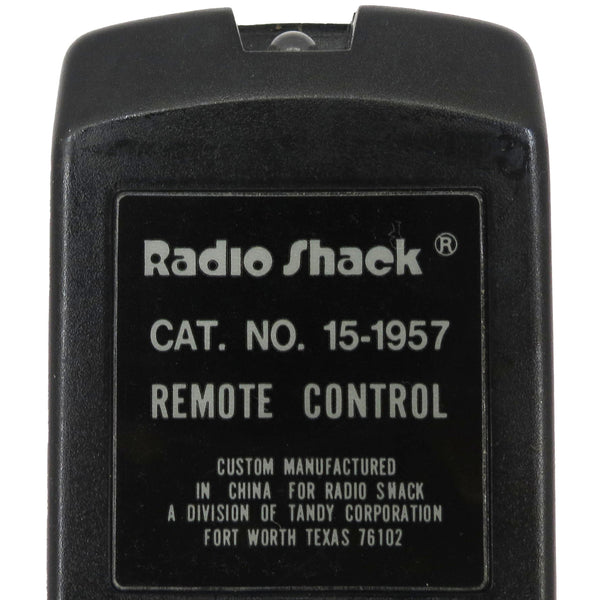 Radio Shack ®
CAT. NO. 15-1957
REMOTE CONTROL
CUSTOM MANUFACTURED
IN CHINA FOR RADIO SHACK
A DIVISION OF TANDY CORPORATION
FORT WORTH TEXAS 76102